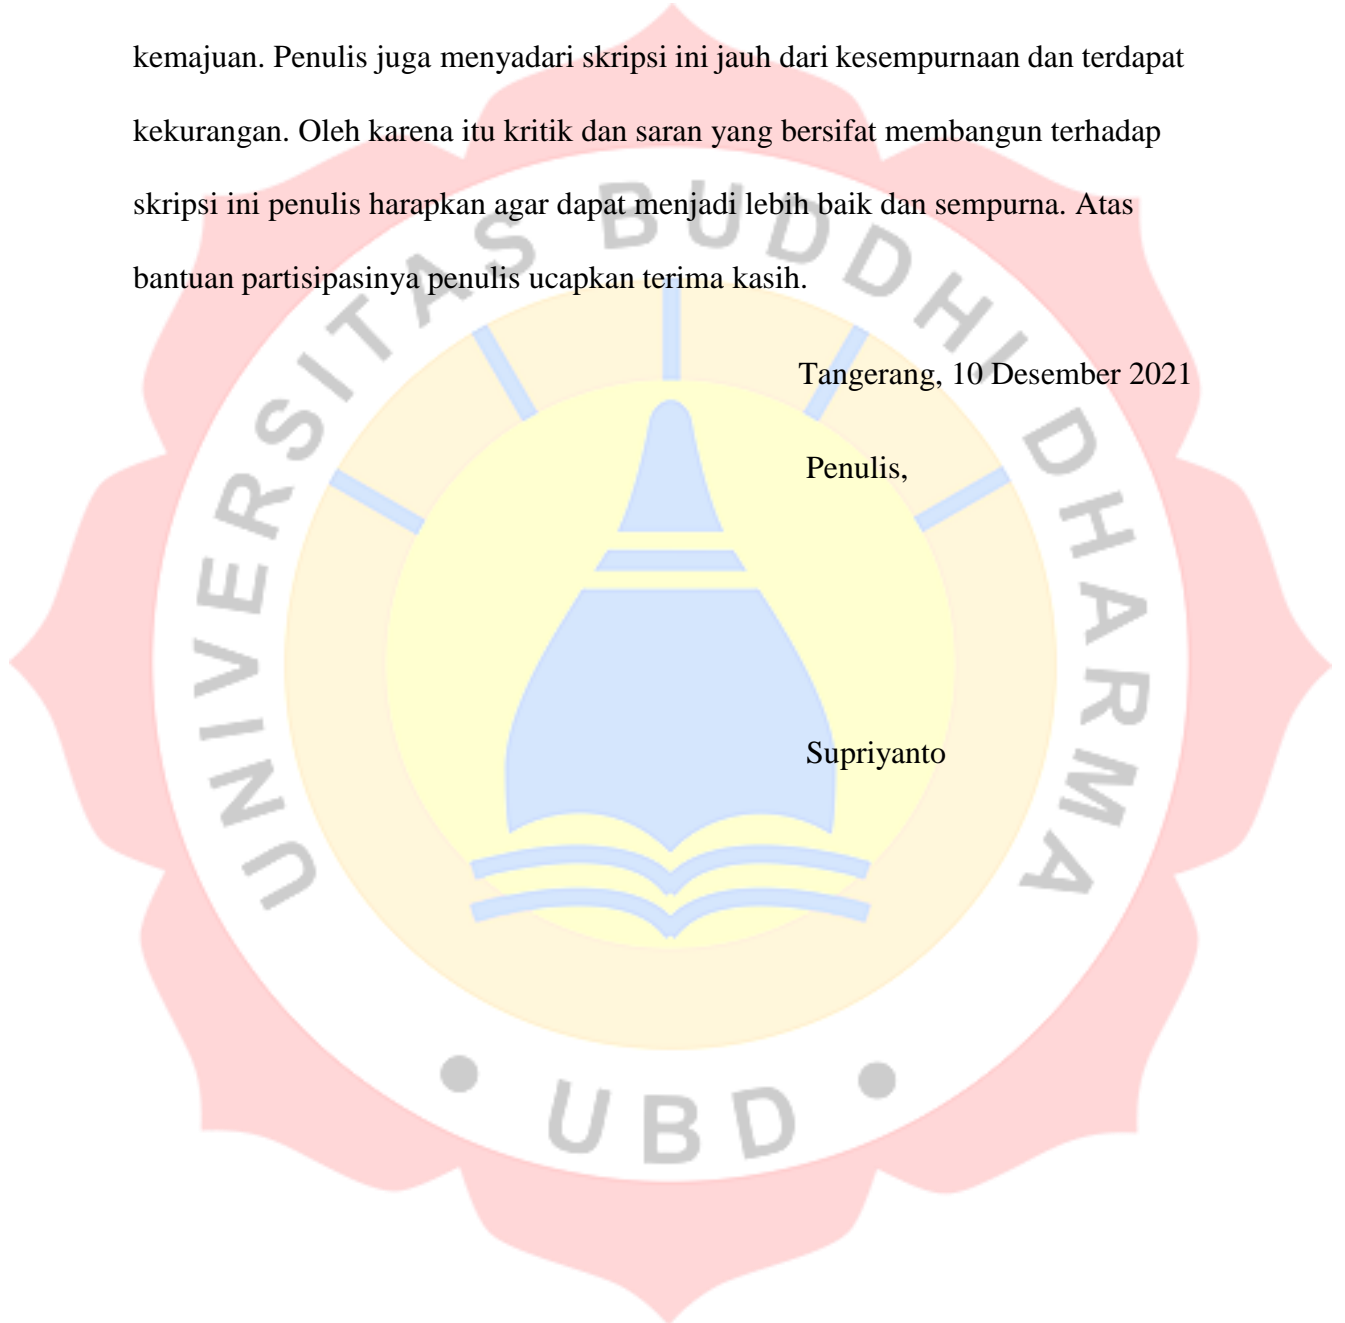 kemajuan. Penulis juga menyadari skripsi ini jauh dari kesempurnaan dan terdapat
kekurangan. Oleh karena itu kritik dan saran yang bersifat membangun terhadap
skripsi ini penulis harapkan agar dapat menjadi lebih baik dan sempurna. Atas
bantuan partisipasinya penulis ucapkan terima kasih.
Tangerang, 10 Desember 2021
Penulis,
Supriyanto
UNIVERSITAS BUDDHI DHARMA
• UBD •